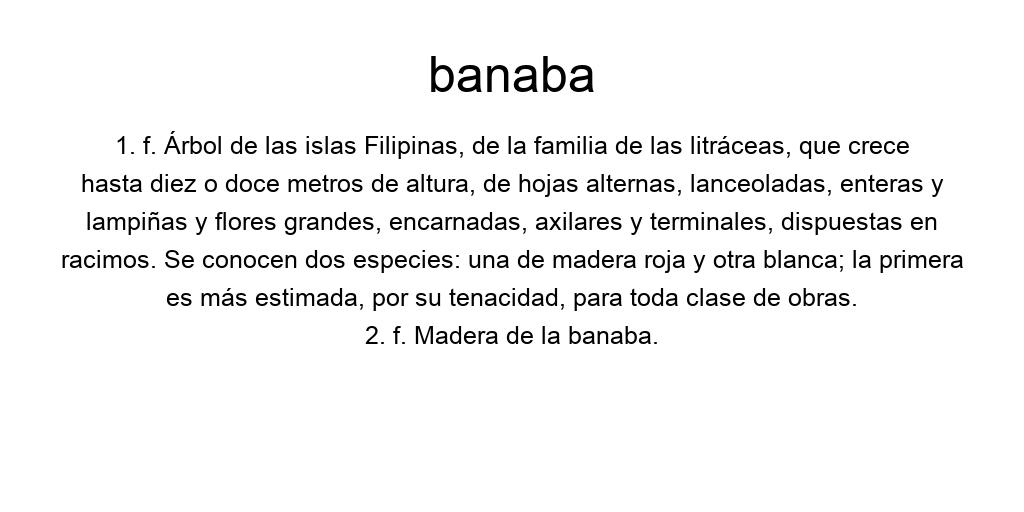 banaba
1. f. Árbol de las islas Filipinas, de la familia de las litráceas, que crece
hasta diez o doce metros de altura, de hojas alternas, lanceoladas, enteras y
lampiñas y flores grandes, encarnadas, axilares y terminales, dispuestas en
racimos. Se conocen dos especies: una de madera roja y otra blanca; la primera
es más estimada, por su tenacidad, para toda clase de obras.
2. f. Madera de la banaba.